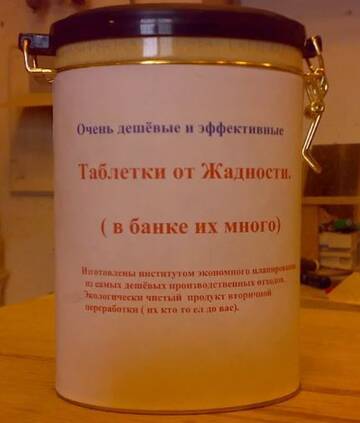 Очень дешёвые и эффективные
Таблетки от Жадности.
( в банке их много)
Изготовлены институтом экономного планирования
из самых дешёвых производственных отходов.
Экологически чистый продукт вторичной
переработки ( их кто то ел до вас).